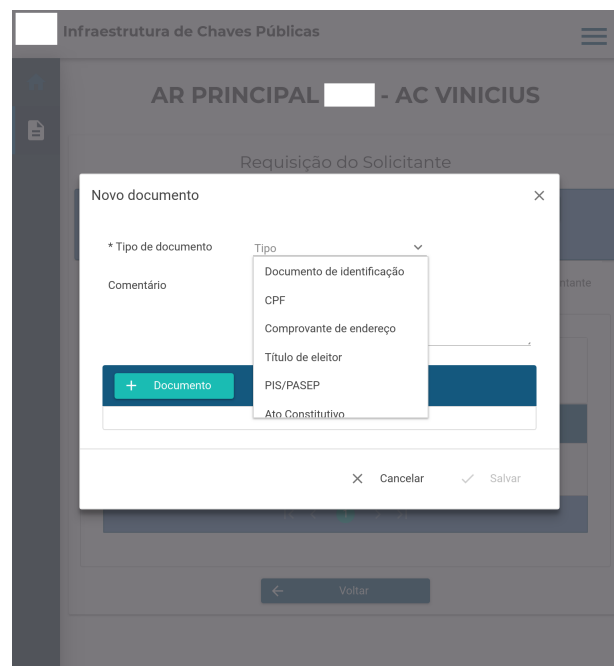 Infraestrutura de Chaves Públicas
AR PRINCIPAL - AC VINICIUS
Requisição do Solicitante
Novo documento
* Tipo de documento
Tipo
Documento de identificação
Comentário
ntante
CPF
Comprovante de endereço
Título de eleitor
+ Documento
PIS/PASEP
Ato Constitutivo
Cancelar
Salvar
Voltar